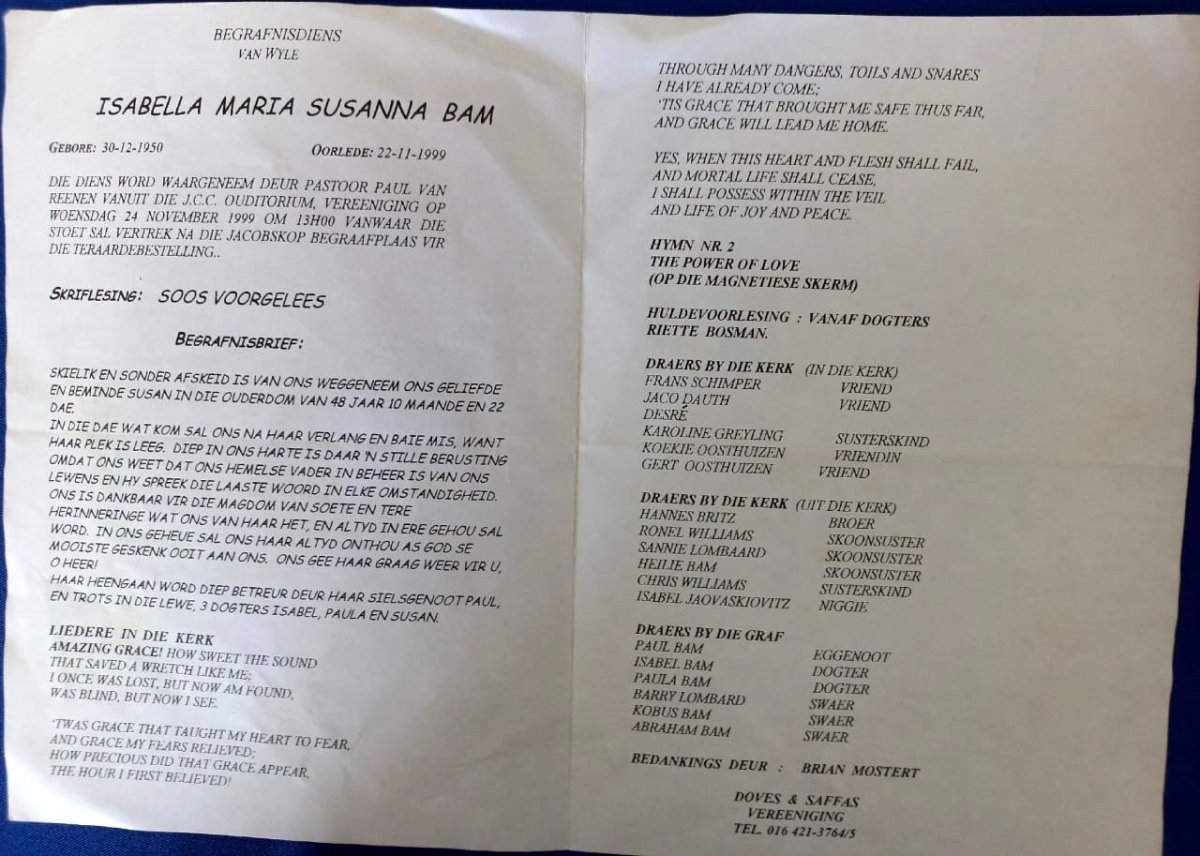 BEGRAFNISDIENS
VAN WYLE
ISABELLA MARIA SUSANNA BAM
GEBORE: 30-12-1950 OORLEDE: 22-11-1999
DIE DIENS WORD WAARGENEEM DEUR PASTOOR PAUL VAN
REENEN VANUIT DIE J.C.C. OUDITORIUM, VEREENIGING OP
WOENSDAG 24 NOVEMBER 1999 OM 13H00 VANWAAR DIE
STOET SAL VERTREK NA DIE JACOBSKOP BEGRAAFPLAAS VIR
DIE TERAARDEBESTELLING..
SKRIFLESING: SOOS VOORGELEES
BEGRAFNISBRIEF:
SKIELIK EN SONDER AFSKEID IS VAN ONS WEGGENEEM ONS GELIEFDE
EN BEMINDE SUSAN IN DIE OUDERDOM VAN 48 JAAR 10 MAANDE EN 22
DAE.
IN DIE DAE WAT KOM SAL ONS NA HAAR VERLANG EN BAIE MIS, WANT
HAAR PLEK IS LEEG. DIEP IN ONS HARTE IS DAAR 'N STILLE BERUSTING
OMDAT ONS WEET DAT ONS HEMELSE VADER IN BEHEER IS VAN ONS
LEWENS EN HY SPREEK DIE LAASTE WOORD IN ELKE OMSTANDIGHEID.
ONS IS DANKBAAR VIR DIE MAGDOM VAN SOETE EN TERE
HERINNERINGE WAT ONS VAN HAAR HET, EN ALTYD IN ERE GEHOU SAL
WORD. IN ONS GEHEUE SAL ONS HAAR ALTYD ONTHOU AS GOD SE
MOOISTE GESKENK OOIT AAN ONS. ONS GEE HAAR GRAAG WEER VIR U,
O HEER!
HAAR HEENGAAN WORD DIEP BETREUR DEUR HAAR SIELSGENOOT PAUL,
EN TROTS IN DIE LEWE, 3 DOGTERS ISABEL, PAULA EN SUSAN.
LIEDERE IN DIE KERK
AMAZING GRACE! HOW SWEET THE SOUND
THAT SAVED A WRETCH LIKE ME;
I ONCE WAS LOST, BUT NOW AM FOUND,
WAS BLIND, BUT NOW I SEE.
'TWAS GRACE THAT TAUGHT MY HEART TO FEAR,
AND GRACE MY FEARS RELIEVED;
HOW PRECIOUS DID THAT GRACE APPEAR,
THE HOUR I FIRST BELIEVED!
THROUGH MANY DANGERS, TOILS AND SNARES
I HAVE ALREADY COME;
'TIS GRACE THAT BROUGHT ME SAFE THUS FAR,
AND GRACE WILL LEAD ME HOME.
YES, WHEN THIS HEART AND FLESH SHALL FAIL,
AND MORTAL LIFE SHALL CEASE,
I SHALL POSSESS WITHIN THE VEIL
AND LIFE OF JOY AND PEACE.
HYMN NR. 2
THE POWER OF LOVE
(OP DIE MAGNETIESE SKERM)
HULDEVOORLESING : VANAF DOGTERS
RIETTE BOSMAN.
DRAERS BY DIE KERK (IN DIE KERK)
FRANS SCHIMPER VRIEND
JACO DAUTH VRIEND
DESRÉ
KAROLINE GREYLING SUSTERSKIND
KOEKIE OOSTHUIZEN VRIENDIN
GERT OOSTHUIZEN VRIEND
DRAERS BY DIE KERK (UIT DIE KERK)
HANNES BRITZ BROER
RONEL WILLIAMS SKOONSUSTER
SANNIE LOMBAARD SKOONSUSTER
HEILIE BAM SKOONSUSTER
CHRIS WILLIAMS SUSTERSKIND
ISABEL JAOVASKIOVITZ NIGGIE
DRAERS BY DIE GRAF
PAUL BAM EGGENOOT
ISABEL BAM DOGTER
PAULA BAM DOGTER
BARRY LOMBARD SWAER
KOBUS BAM SWAER
ABRAHAM BAM SWAER
BEDANKINGS DEUR : BRIAN MOSTERT
DOVES & SAFFAS
VEREENIGING
TEL. 016 421-3764/5